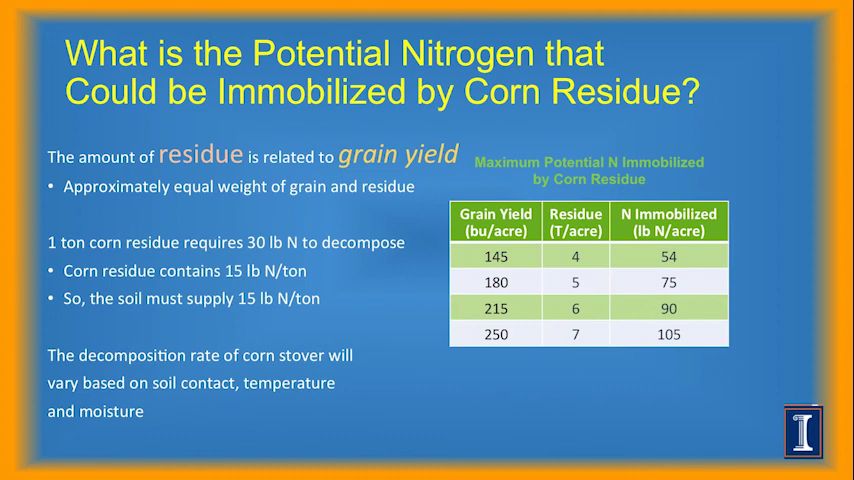 What is the Potential Nitrogen that
Could be Immobilized by Corn Residue?
The amount of residue is related to grain yield
• Approximately equal weight of grain and residue
1 ton corn residue requires 30 lb N to decompose
• Corn residue contains 15 lb N/ton
• So, the soil must supply 15 lb N/ton
The decomposition rate of corn stover will
vary based on soil contact, temperature
and moisture
Maximum Potential N Immobilized
by Corn Residue
Grain Yield Residue N Immobilized
(bu/acre) (T/acre) (lb N/acre)
145 4 54
180 5 75
215 6 90
250 7 105
I